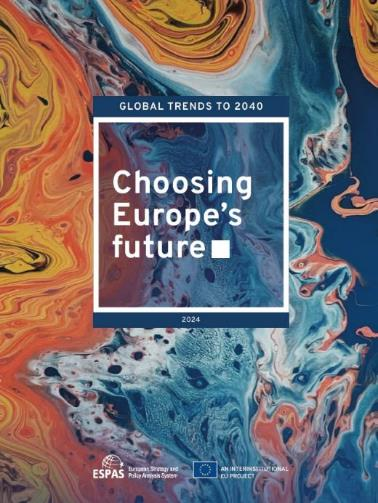 GLOBAL TRENDS TO 2040
Choosing
Europe's
future
2024
ESPAS
European Strategy and
Policy Analysis System
AN INTERINSTITUTIONAL
EU PROJECT